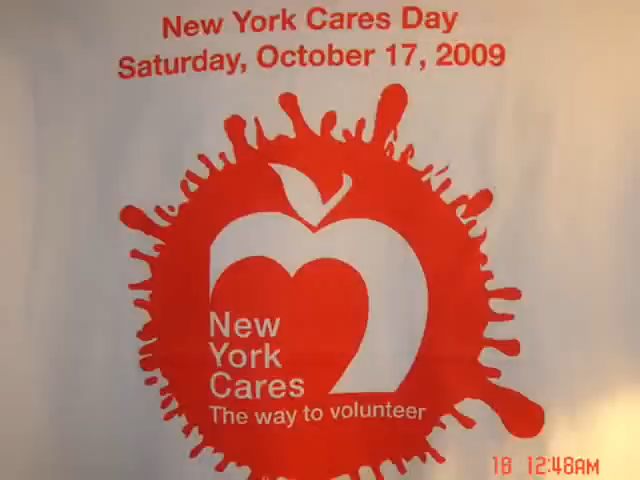 New York Cares Day
Saturday, October 17, 2009
New
York
Cares
The way to volunteer
18 12:48AM